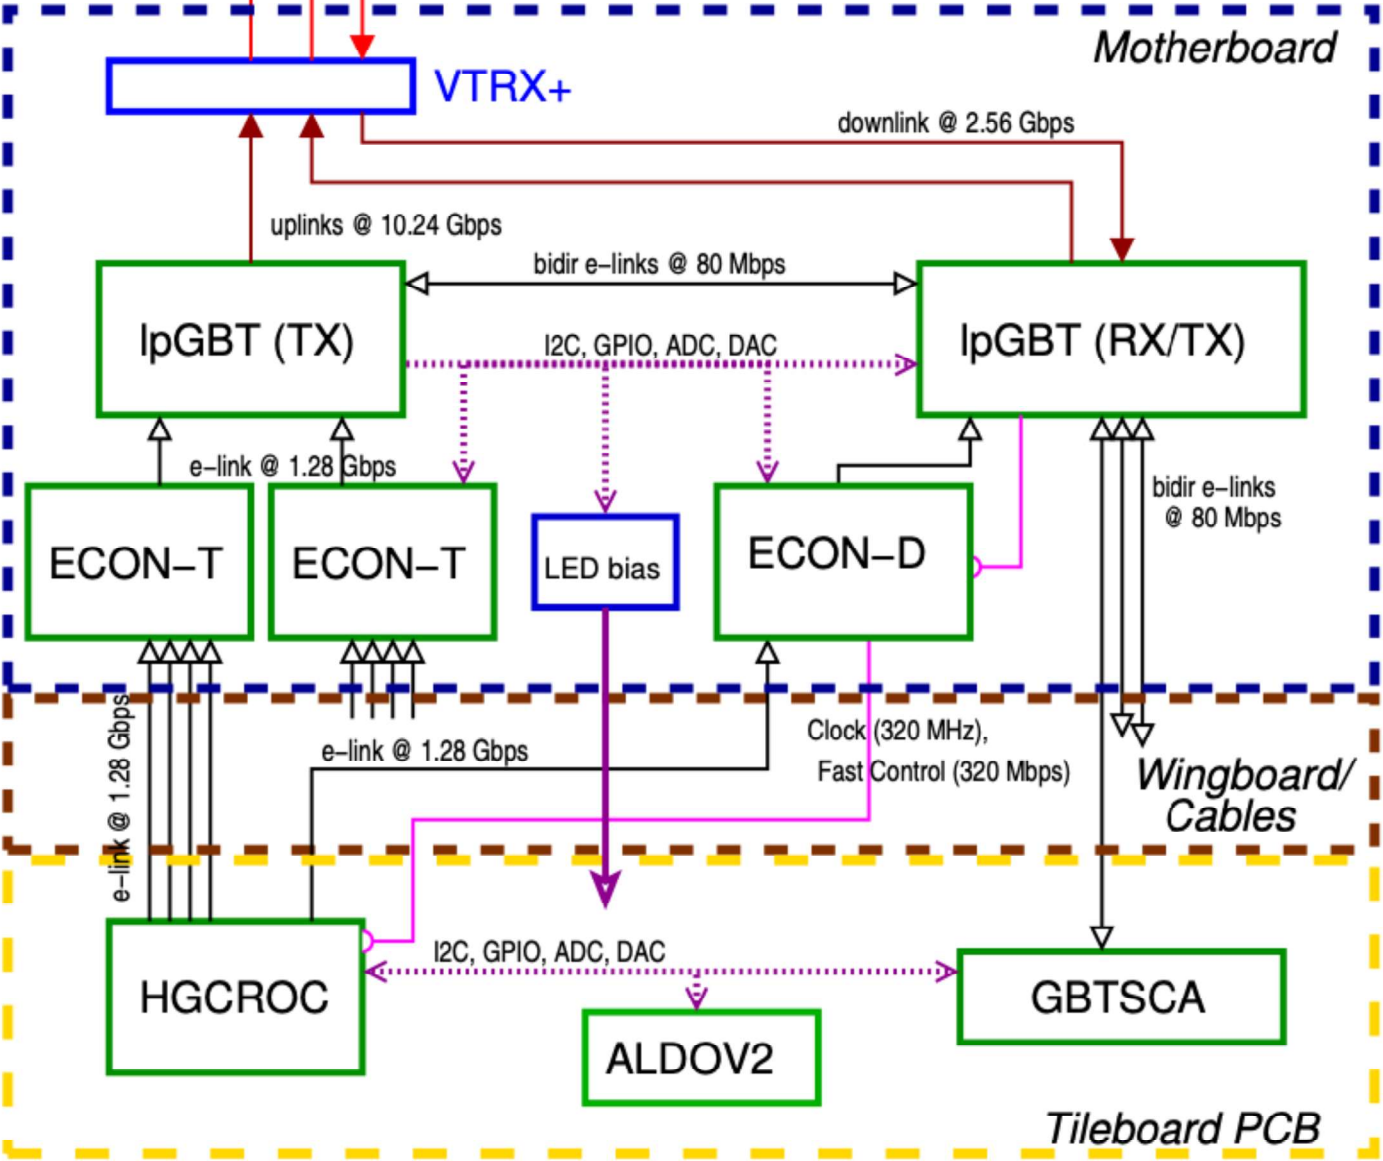 Motherboard
VTRX+
downlink @ 2.56 Gbps
uplinks @ 10.24 Gbps
bidir e–links @ 80 Mbps
lpGBT (TX)
lpGBT (RX/TX)
I2C, GPIO, ADC, DAC
e–link @ 1.28 Gbps
bidir e–links
@ 80 Mbps
ECON–T
ECON–T
LED bias
ECON–D
e–link @ 1.28 Gbps
e–link @ 1.28 Gbps
Clock (320 MHz),
Fast Control (320 Mbps)
Wingboard/
Cables
I2C, GPIO, ADC, DAC
HGCROC
GBTSCA
ALDOV2
Tileboard PCB